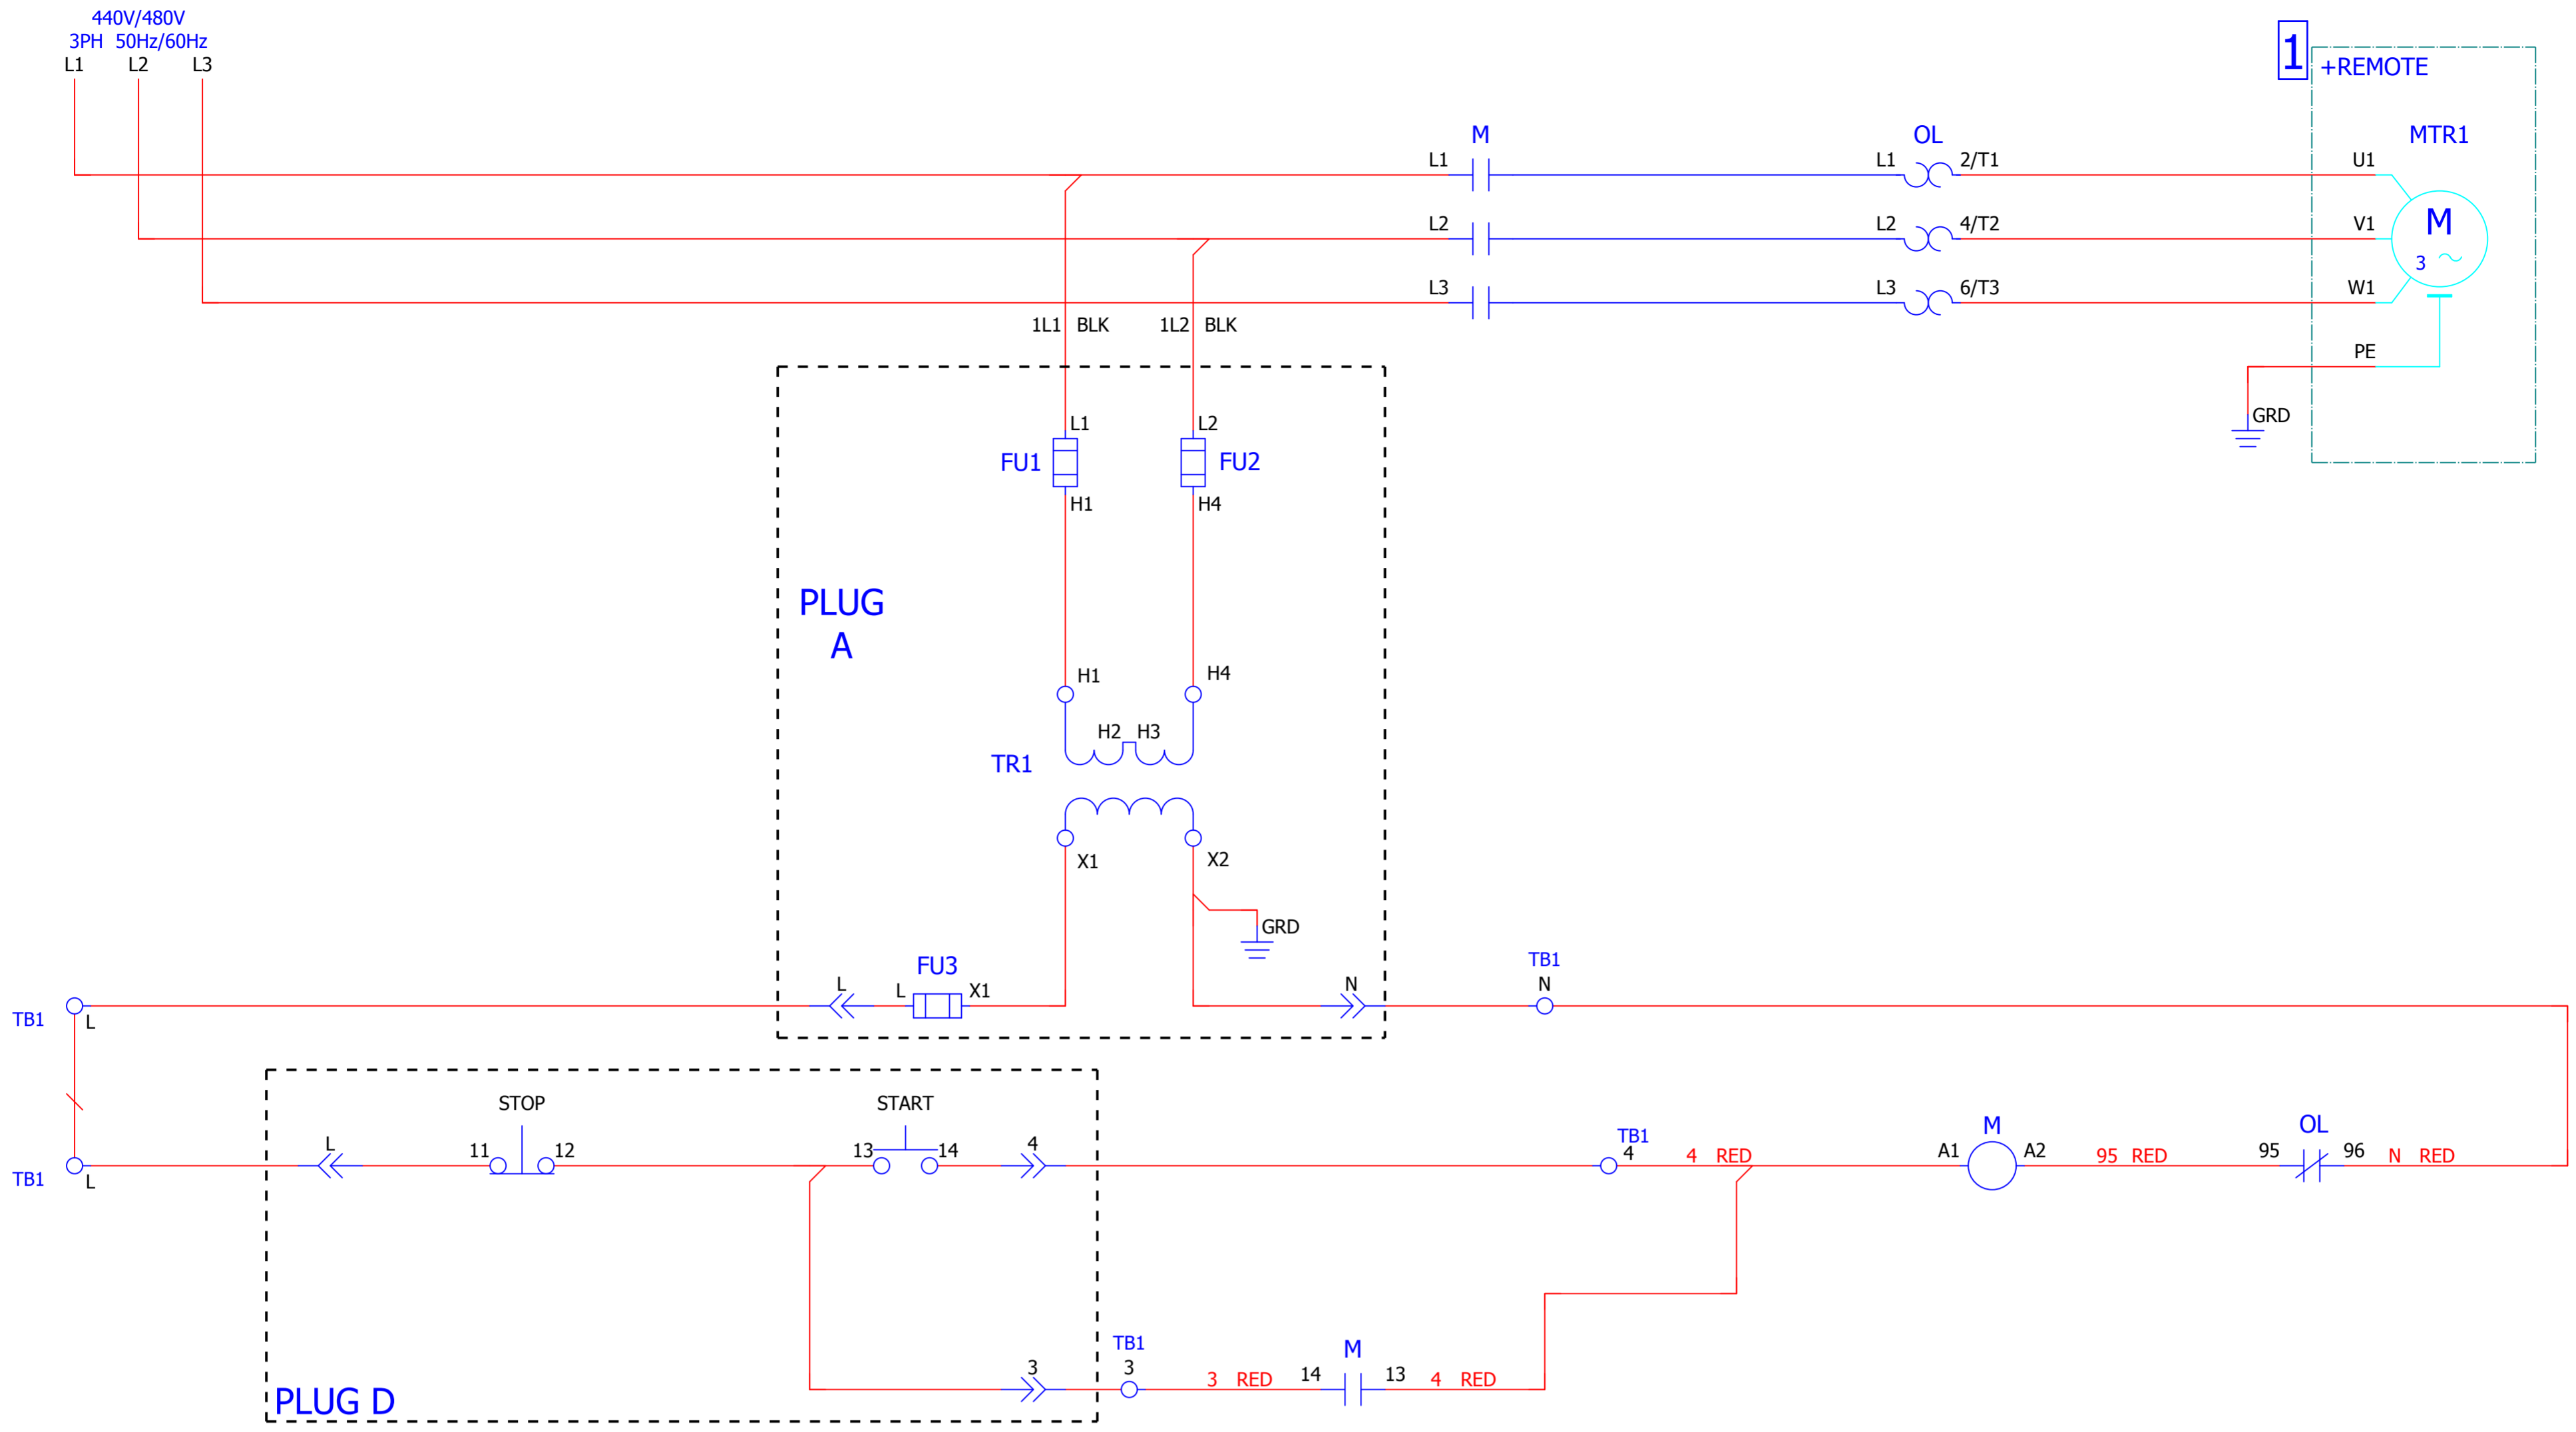 440V/480V
3PH 50Hz/60Hz
L1 L2 L3
1
+REMOTE
M OL MTR1
L1 L1 2/T1 U1
L2 L2 4/T2 V1
M
3
L3 L3 6/T3 W1
1L1 BLK 1L2 BLK
PE
GRD
L1 L2
FU1 FU2
H1 H4
PLUG
A
H1 H4
H2 H3
TR1
X1 X2
GRD
FU3 TB1
L L X1 N N
TB1 L
STOP START
TB1 M OL
L 11 12 13 14 4 4 4 RED A1 A2 95 RED 95 96 N RED
TB1 L
TB1 M
3 3 3 RED 14 13 4 RED
PLUG D